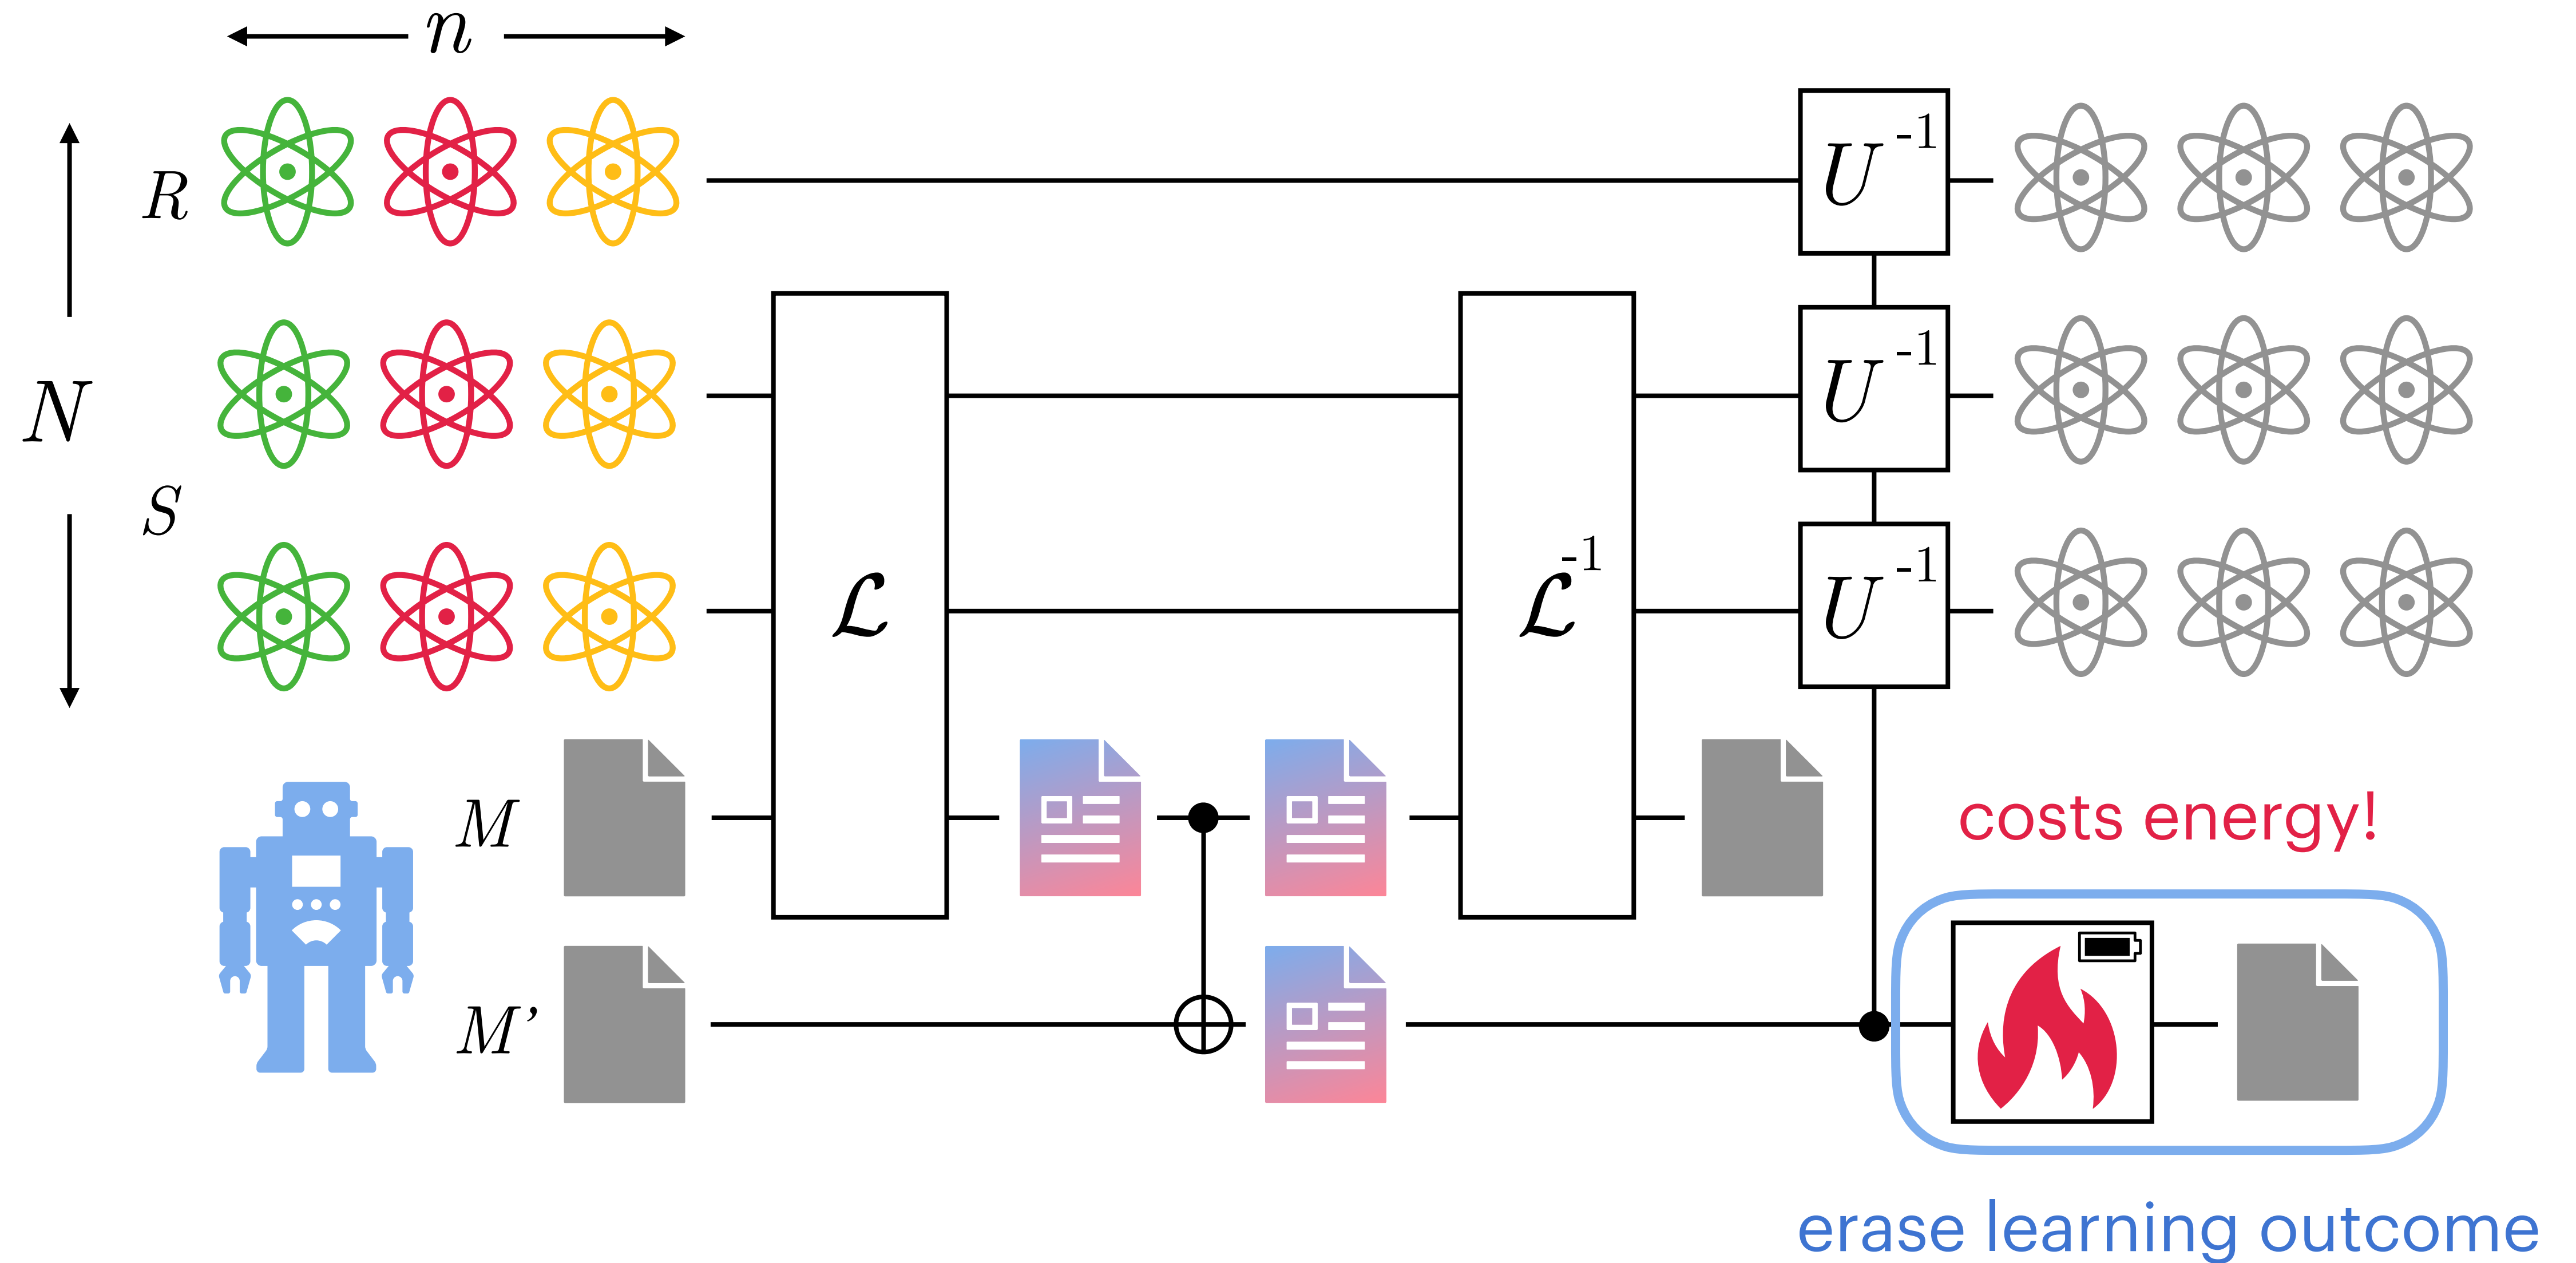 n
R
U -1
N
U -1
S
U -1
ℒ
ℒ -1
M
costs energy!
M’
erase learning outcome